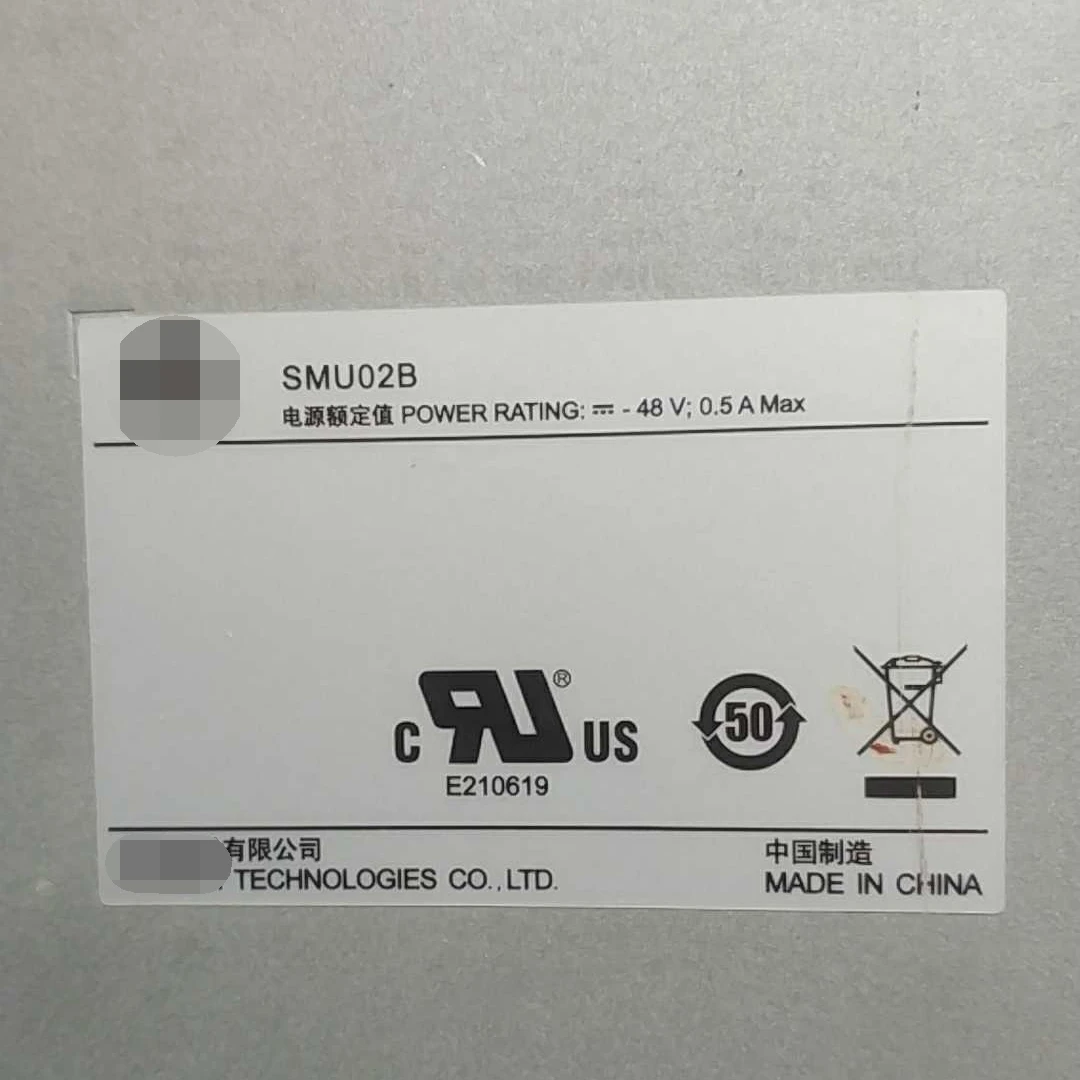 SMU02B
电源额定值 POWER RATING: ⎓ - 48 V; 0.5 A Max
c RU® US
E210619
50
有限公司
TECHNOLOGIES CO.,LTD.
中国制造
MADE IN CHINA